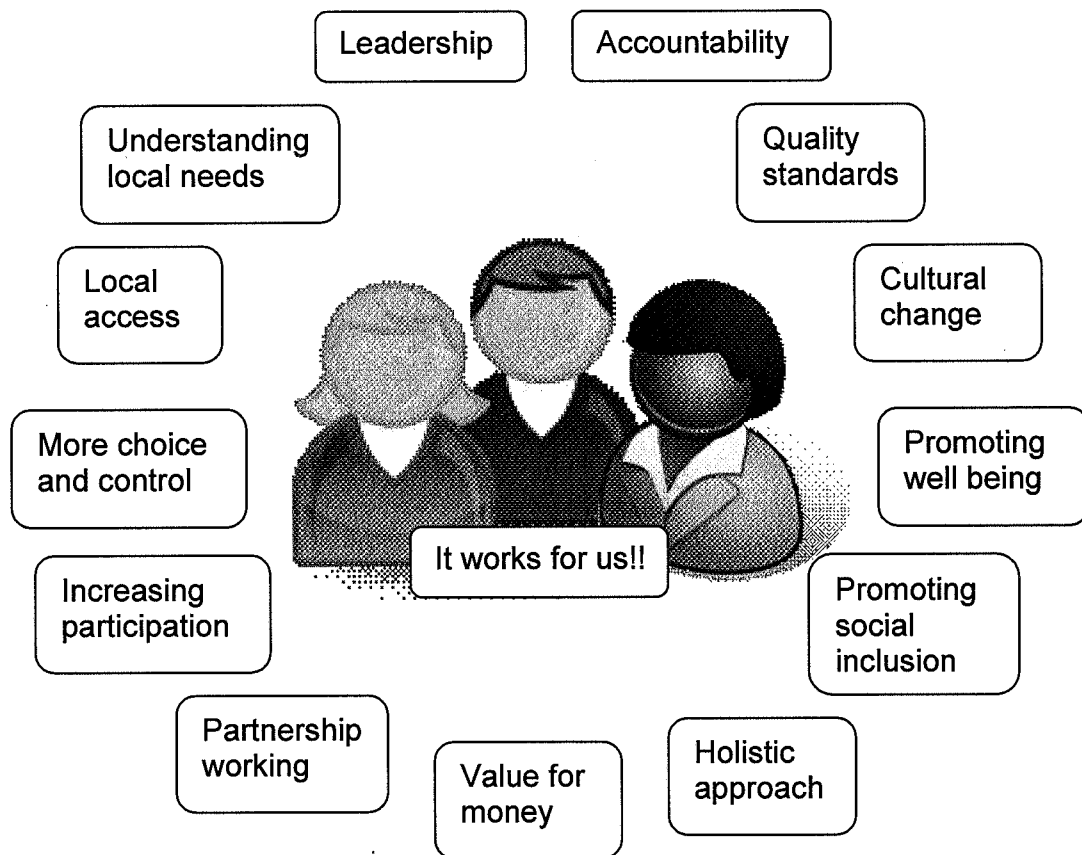 Leadership
Accountability
Understanding
local needs
Quality
standards
Local
access
Cultural
change
More choice
and control
Promoting
well being
It works for us!!
Increasing
participation
Promoting
social
inclusion
Partnership
working
Value for
money
Holistic
approach